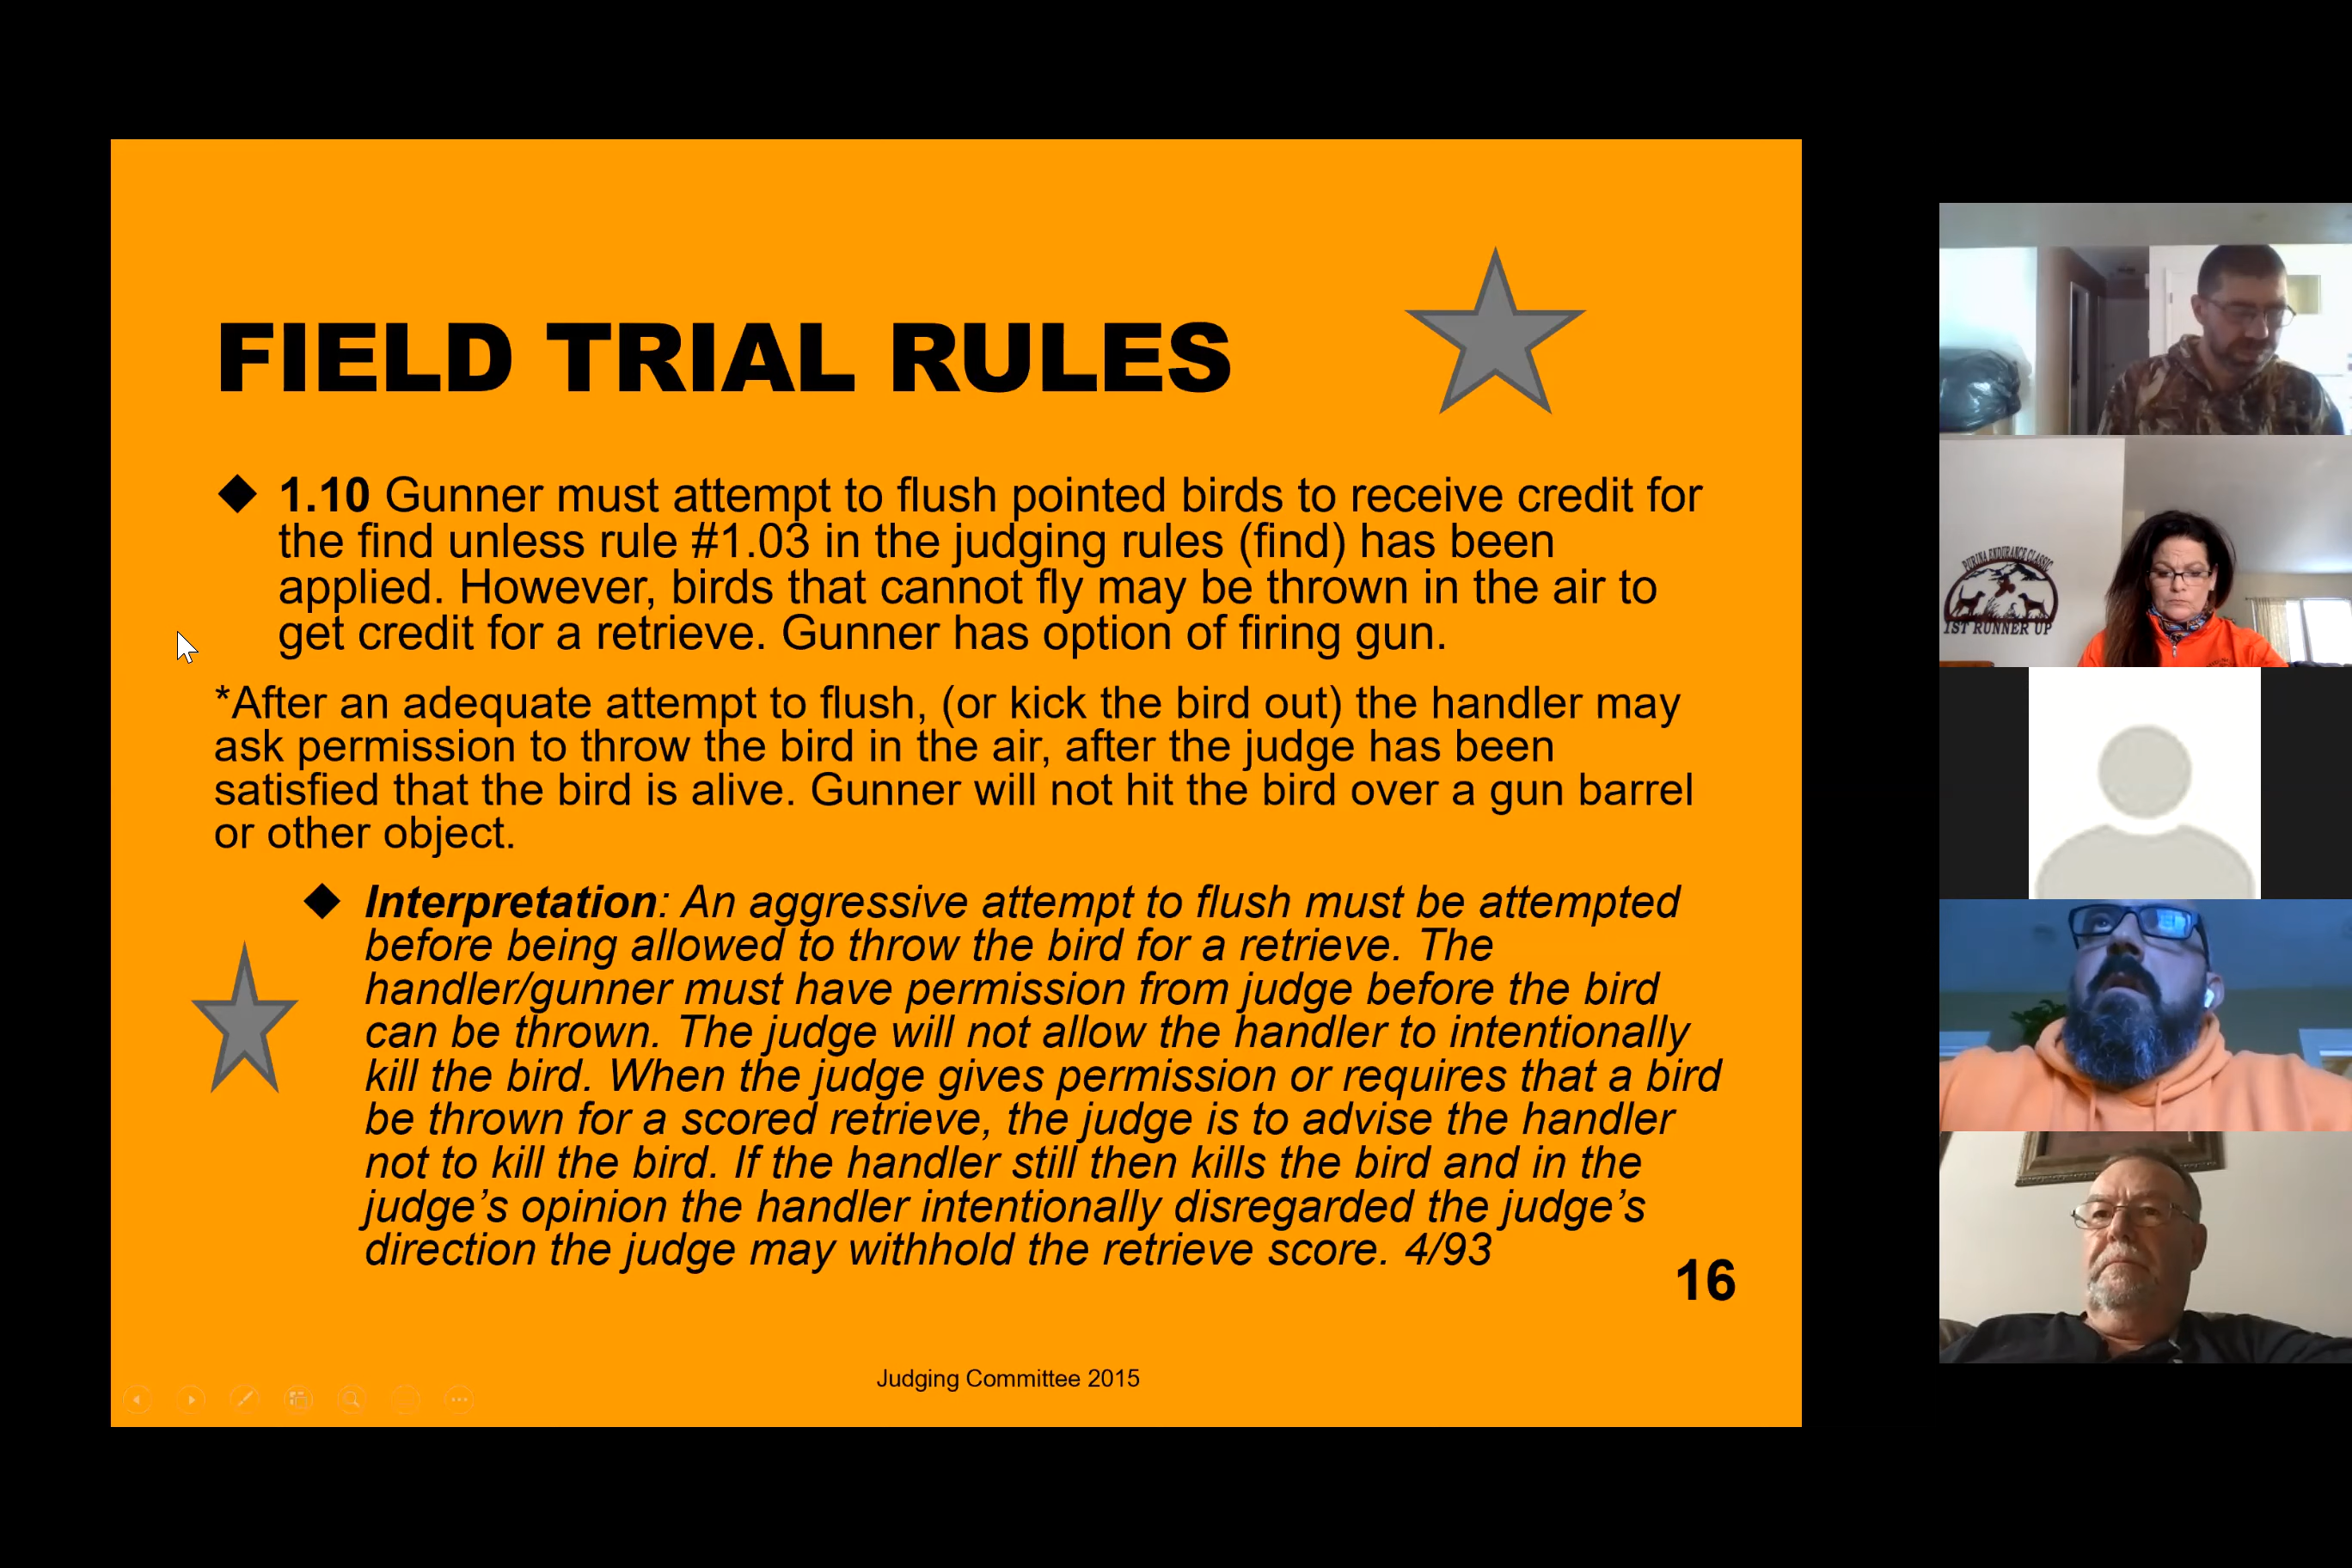 FIELD TRIAL RULES
1.10 Gunner must attempt to flush pointed birds to receive credit for
the find unless rule #1.03 in the judging rules (find) has been
applied. However, birds that cannot fly may be thrown in the air to
get credit for a retrieve. Gunner has option of firing gun.
*After an adequate attempt to flush, (or kick the bird out) the handler may
ask permission to throw the bird in the air, after the judge has been
satisfied that the bird is alive. Gunner will not hit the bird over a gun barrel
or other object.
Interpretation: An aggressive attempt to flush must be attempted
before being allowed to throw the bird for a retrieve. The
handler/gunner must have permission from judge before the bird
can be thrown. The judge will not allow the handler to intentionally
kill the bird. When the judge gives permission or requires that a bird
be thrown for a scored retrieve, the judge is to advise the handler
not to kill the bird. If the handler still then kills the bird and in the
judge’s opinion the handler intentionally disregarded the judge’s
direction the judge may withhold the retrieve score. 4/93
16
Judging Committee 2015
PURINA ENDURANCE CLASSIC
1ST RUNNER UP